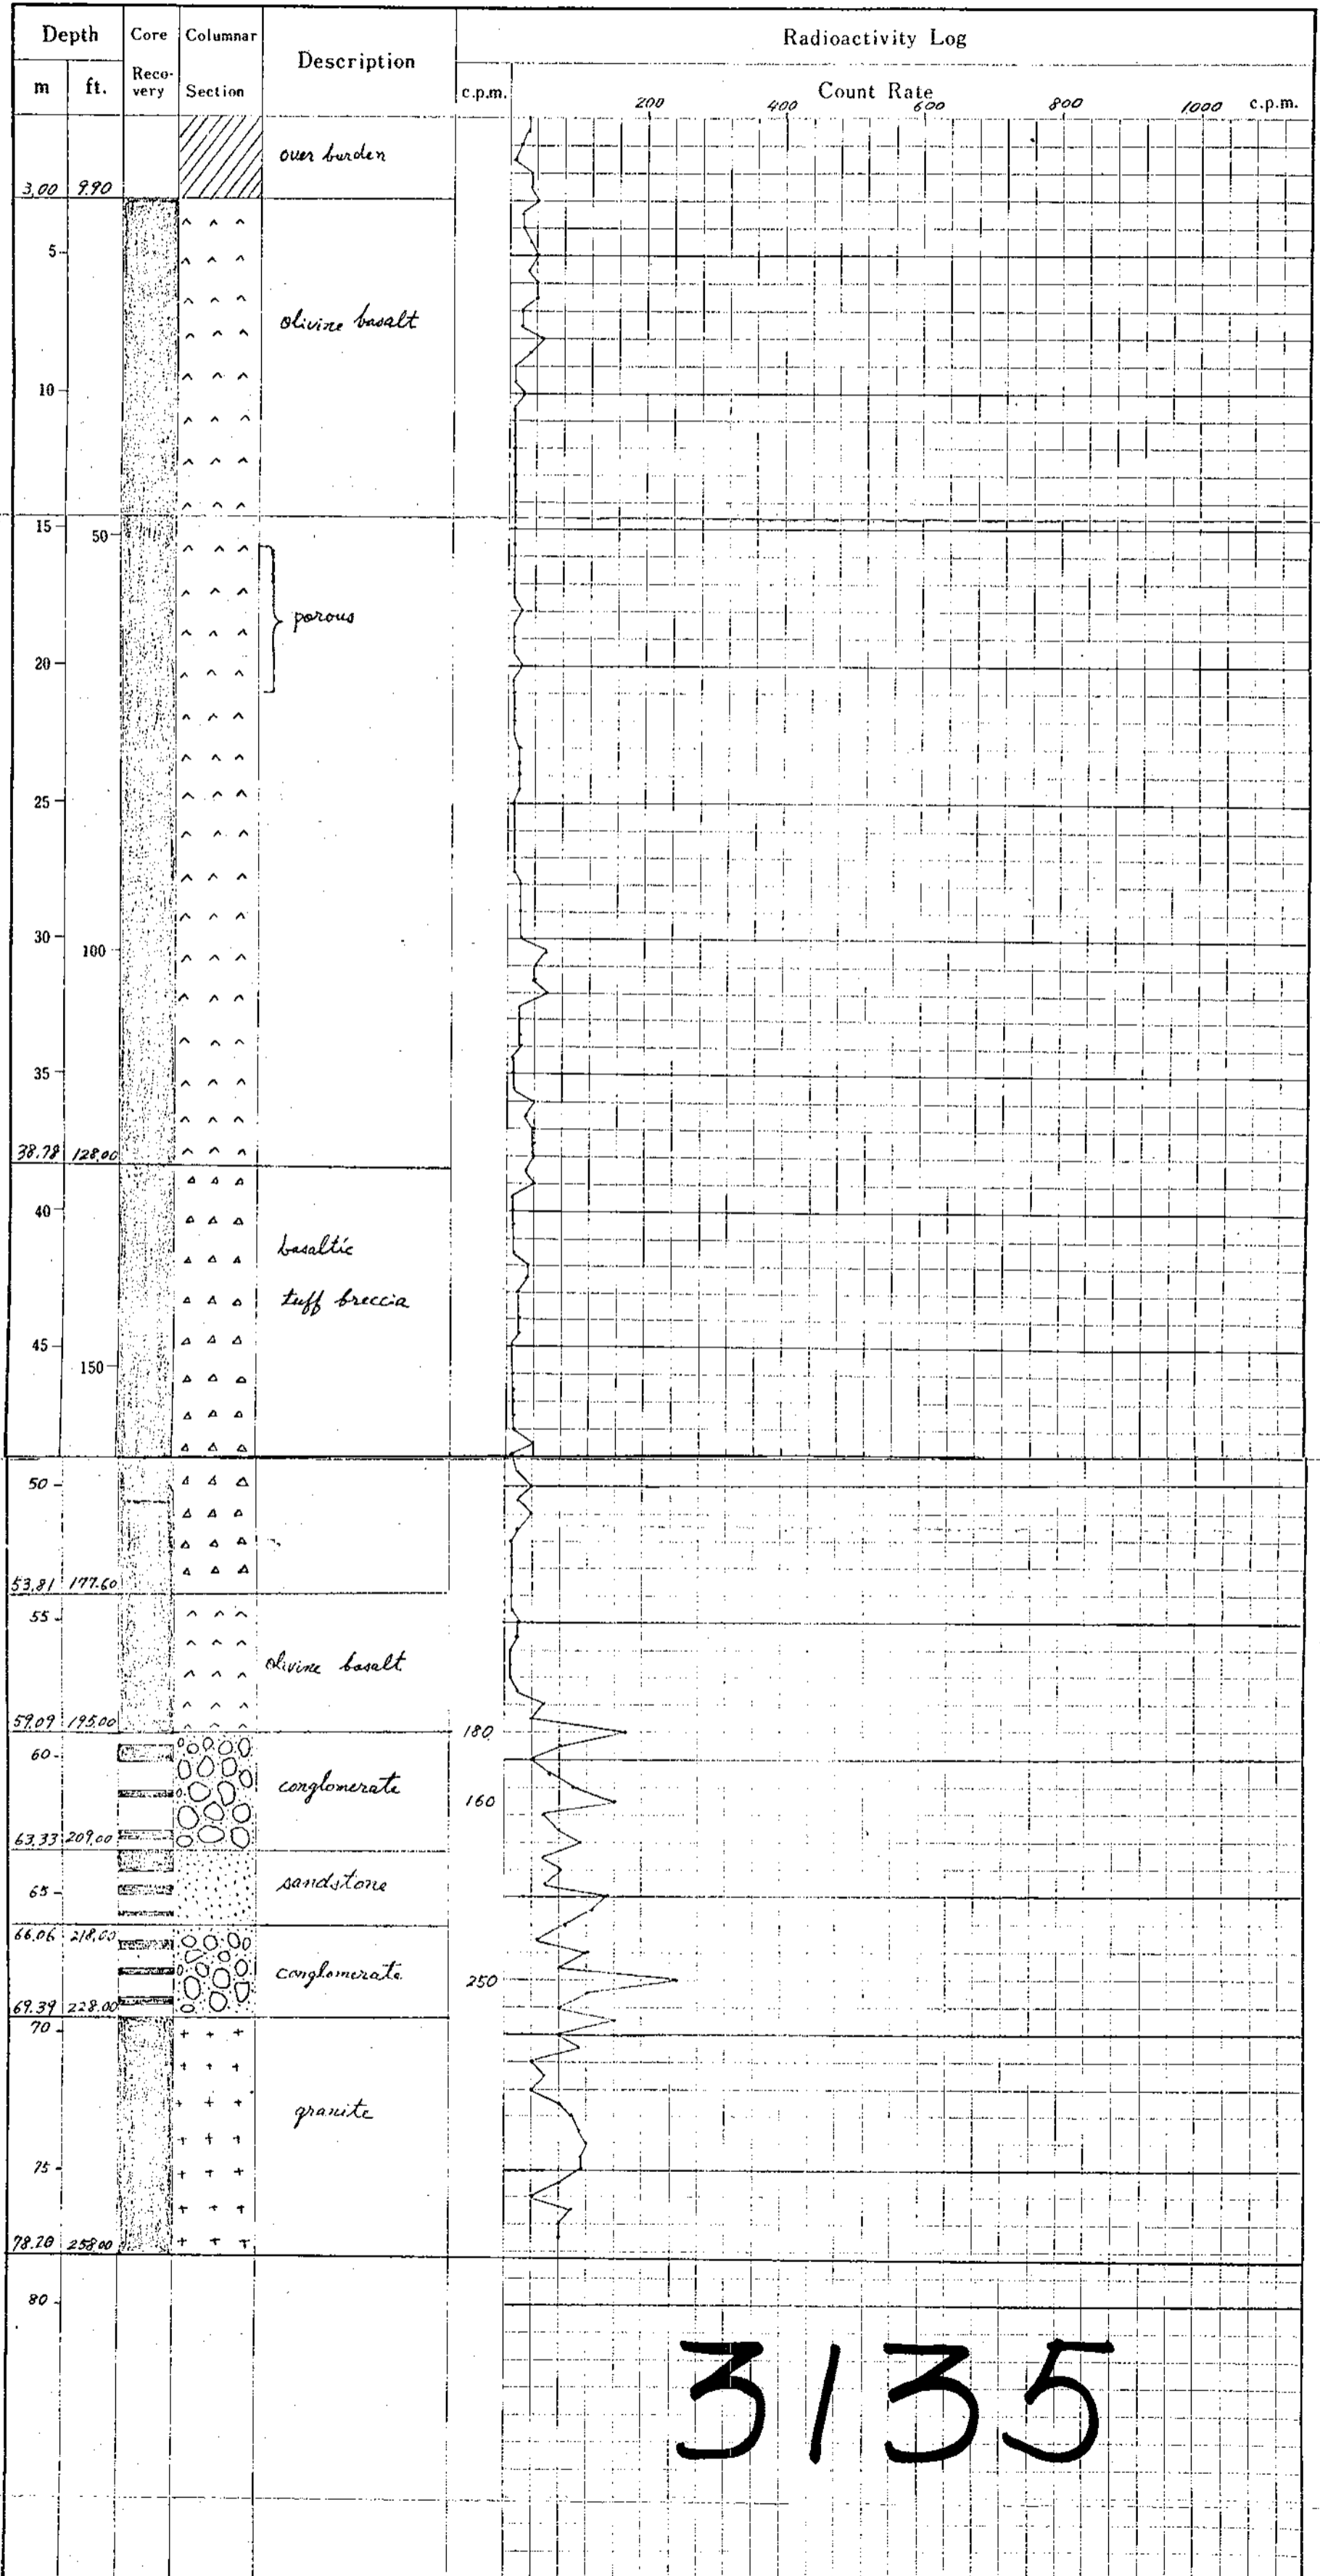 Depth Core Columnar Description Radioactivity Log
m ft. Reco-very Section c.p.m. Count Rate c.p.m.
200 400 600 800 1000
over burden
3.00 9.90
5
olivine basalt
10
15
50
porous
20
25
30
100
35
38.78 128.00
40
basaltic
tuff breccia
45
150
50
53.81 177.60
55
olivine basalt
59.09 195.00 180
60
conglomerate
160
63.33 209.00
sandstone
65
66.06 218.00
conglomerate 250
69.39 228.00
70
granite
75
78.20 258.00
80
3135